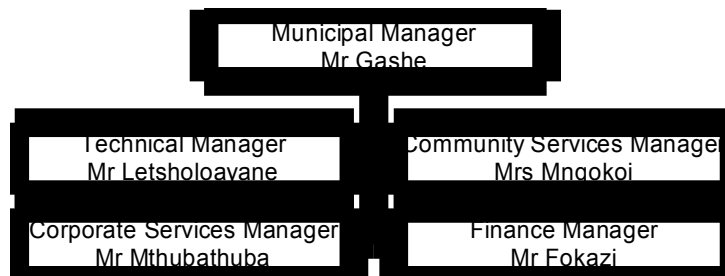 Municipal Manager
Mr Gashe
Technical Manager
Mr Letsholoavane
Community Services Manager
Mrs Mngokoi
Corporate Services Manager
Mr Mthubathuba
Finance Manager
Mr Fokazi